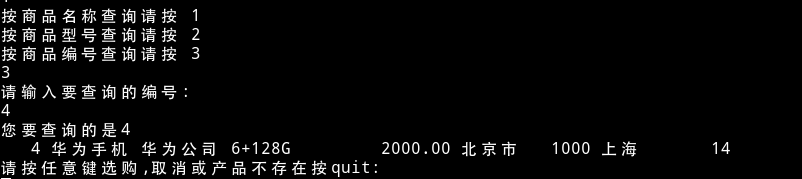 按商品名称查询请按 1
按商品型号查询请按 2
按商品编号查询请按 3
3
请输入要查询的编号:
4
您要查询的是4
4 华为手机 华为公司 6+128G 2000.00 北京市 1000 上海 14
请按任意键选购,取消或产品不存在按quit: